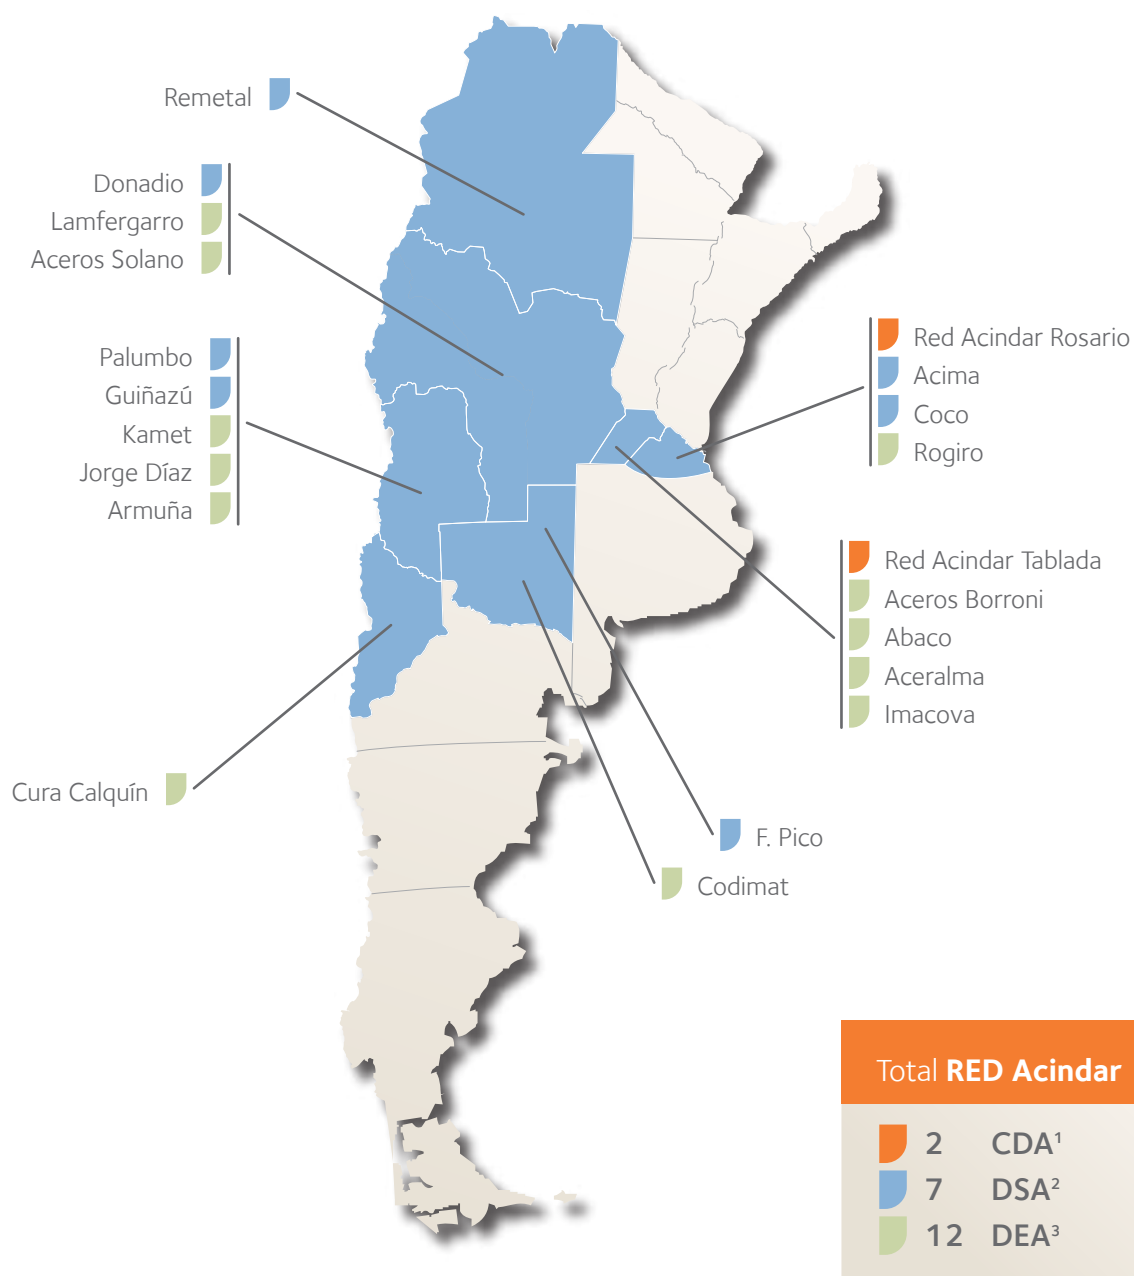 Remetal
Donadio
Lamfergarro
Aceros Solano
Palumbo
Guiñazú
Kamet
Jorge Díaz
Armuña
Red Acindar Rosario
Acima
Coco
Rogiro
Red Acindar Tablada
Aceros Borroni
Abaco
Aceralma
Imacova
Cura Calquín
F. Pico
Codimat
Total RED Acindar
2 CDA¹
7 DSA²
12 DEA³